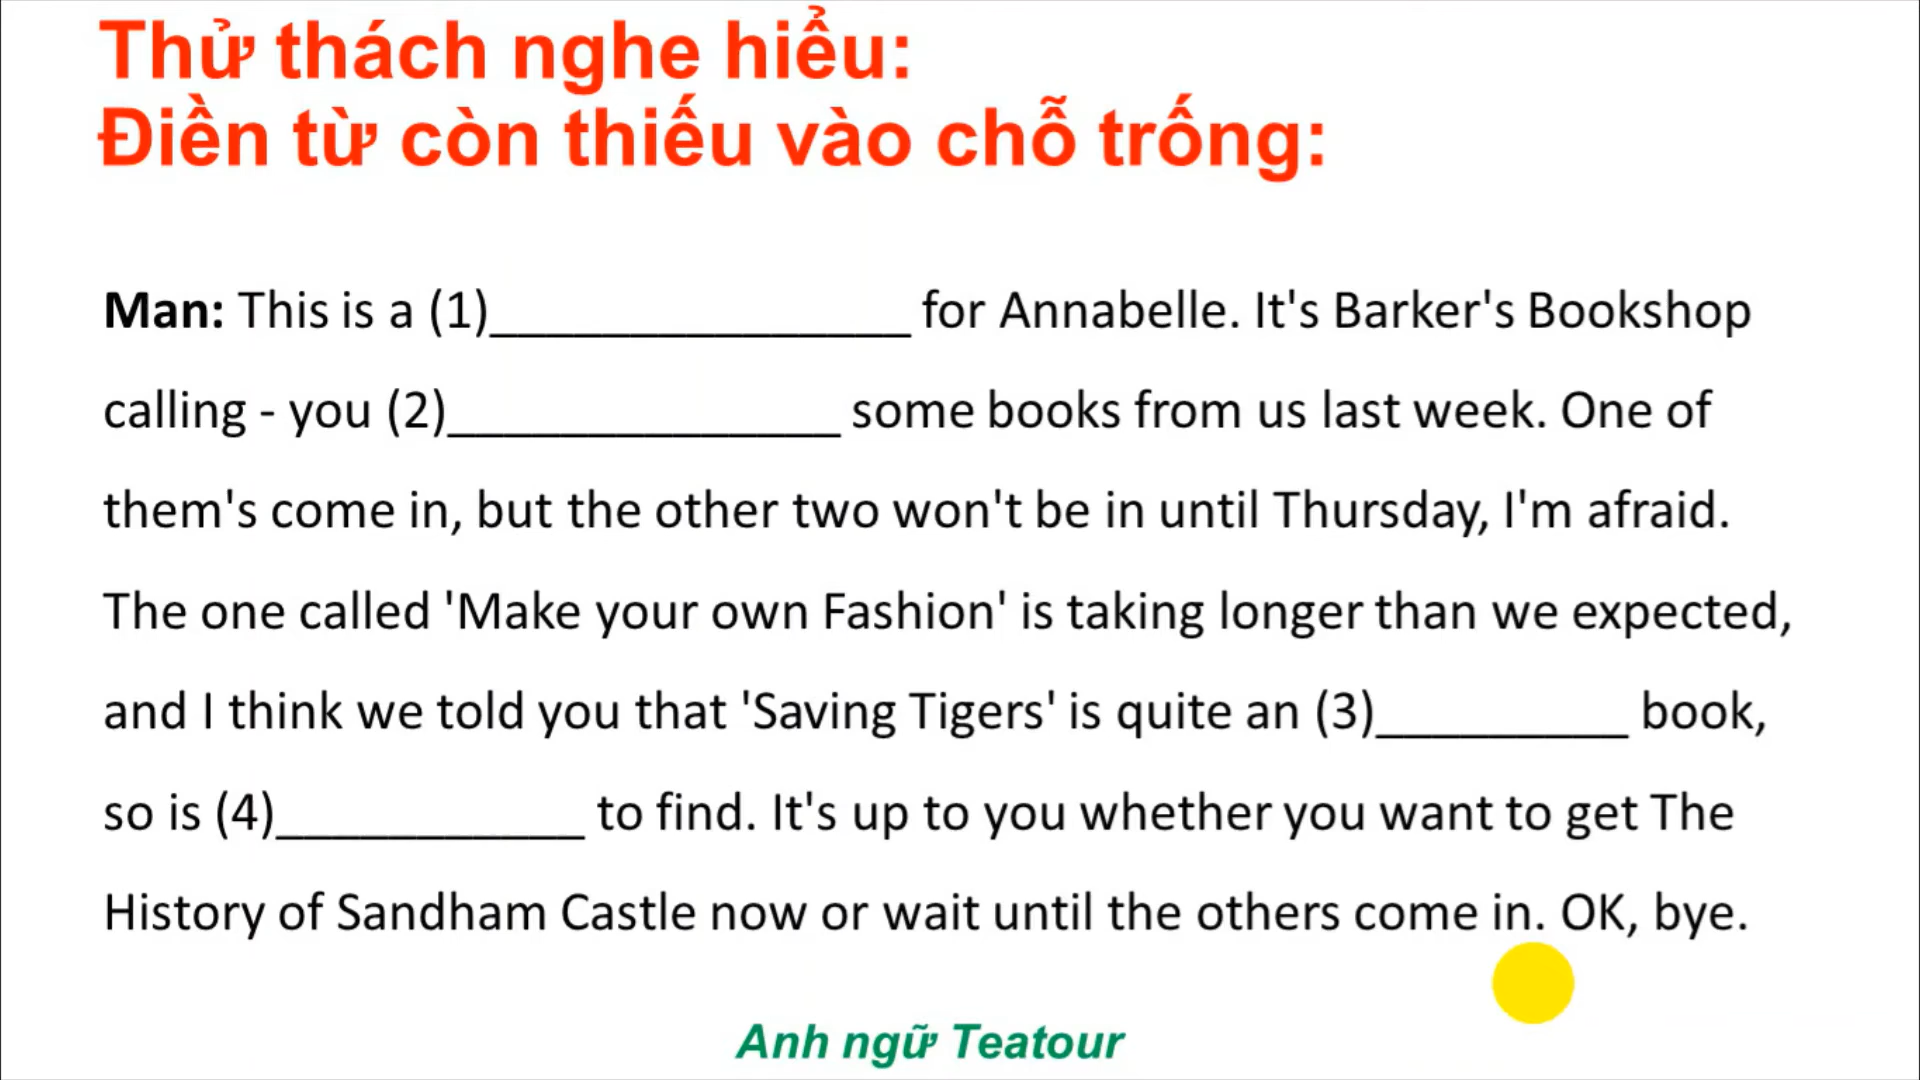 Thử thách nghe hiểu:
Điền từ còn thiếu vào chỗ trống:
Man: This is a (1)_______________ for Annabelle. It's Barker's Bookshop
calling - you (2)______________ some books from us last week. One of
them's come in, but the other two won't be in until Thursday, I'm afraid.
The one called 'Make your own Fashion' is taking longer than we expected,
and I think we told you that 'Saving Tigers' is quite an (3)_________ book,
so is (4)___________ to find. It's up to you whether you want to get The
History of Sandham Castle now or wait until the others come in. OK, bye.
Anh ngữ Teatour